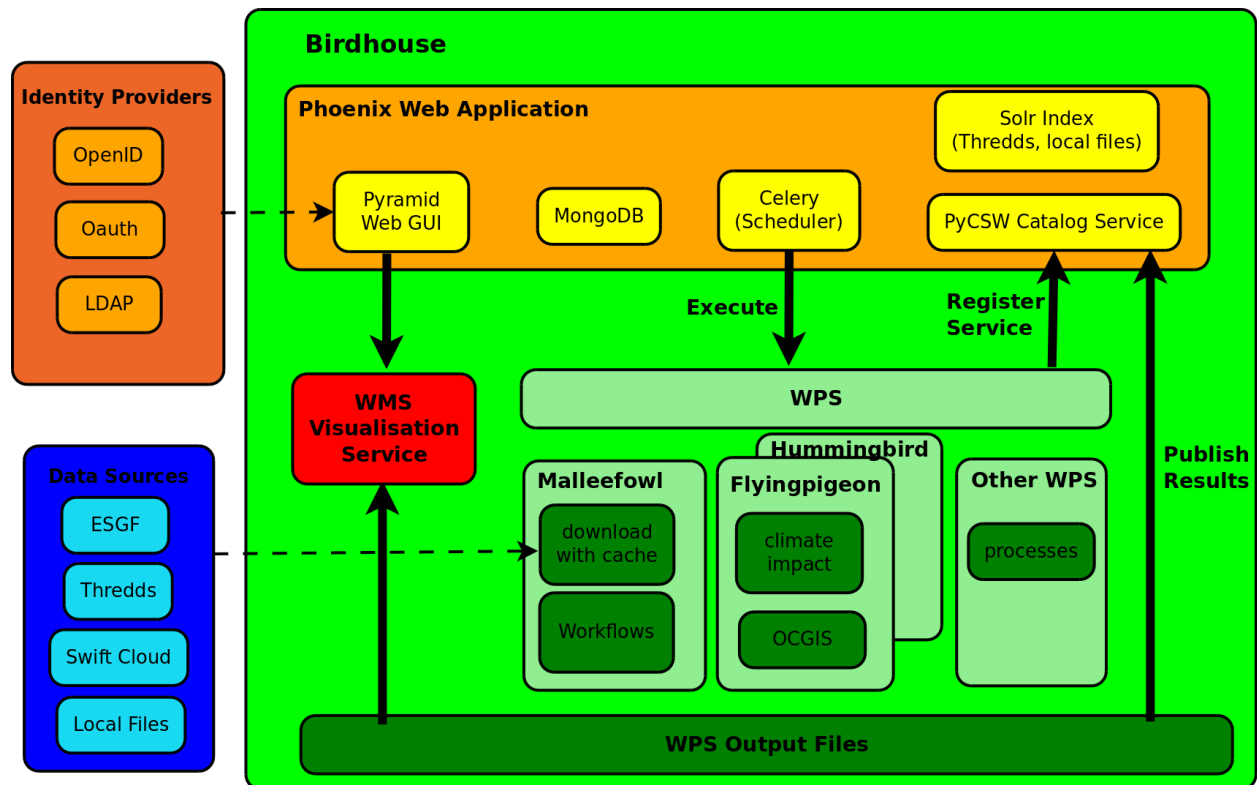 Birdhouse
Identity Providers
OpenID
Oauth
LDAP
Phoenix Web Application
Solr Index
(Thredds, local files)
Pyramid
Web GUI
MongoDB
Celery
(Scheduler)
PyCSW Catalog Service
Execute
Register
Service
WMS
Visualisation
Service
WPS
Publish
Results
Data Sources
ESGF
Thredds
Swift Cloud
Local Files
Malleefowl
download
with cache
Workflows
Hummingbird
Flyingpigeon
climate
impact
OCGIS
Other WPS
processes
WPS Output Files